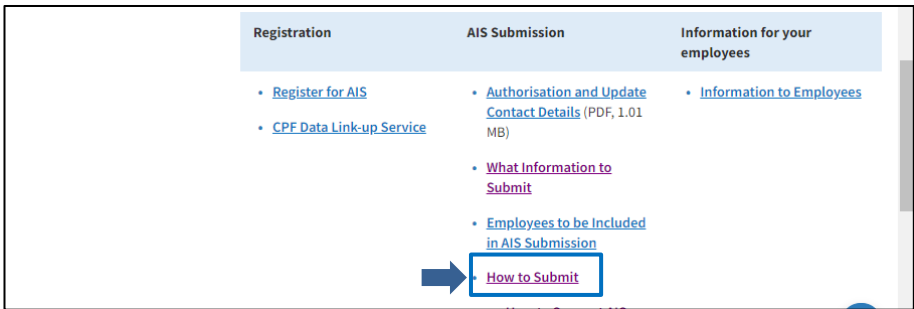 Registration
AIS Submission
Information for your
employees
Register for AIS
CPF Data Link-up Service
Authorisation and Update
Contact Details (PDF, 1.01
MB)
What Information to
Submit
Employees to be Included
in AIS Submission
How to Submit
Information to Employees